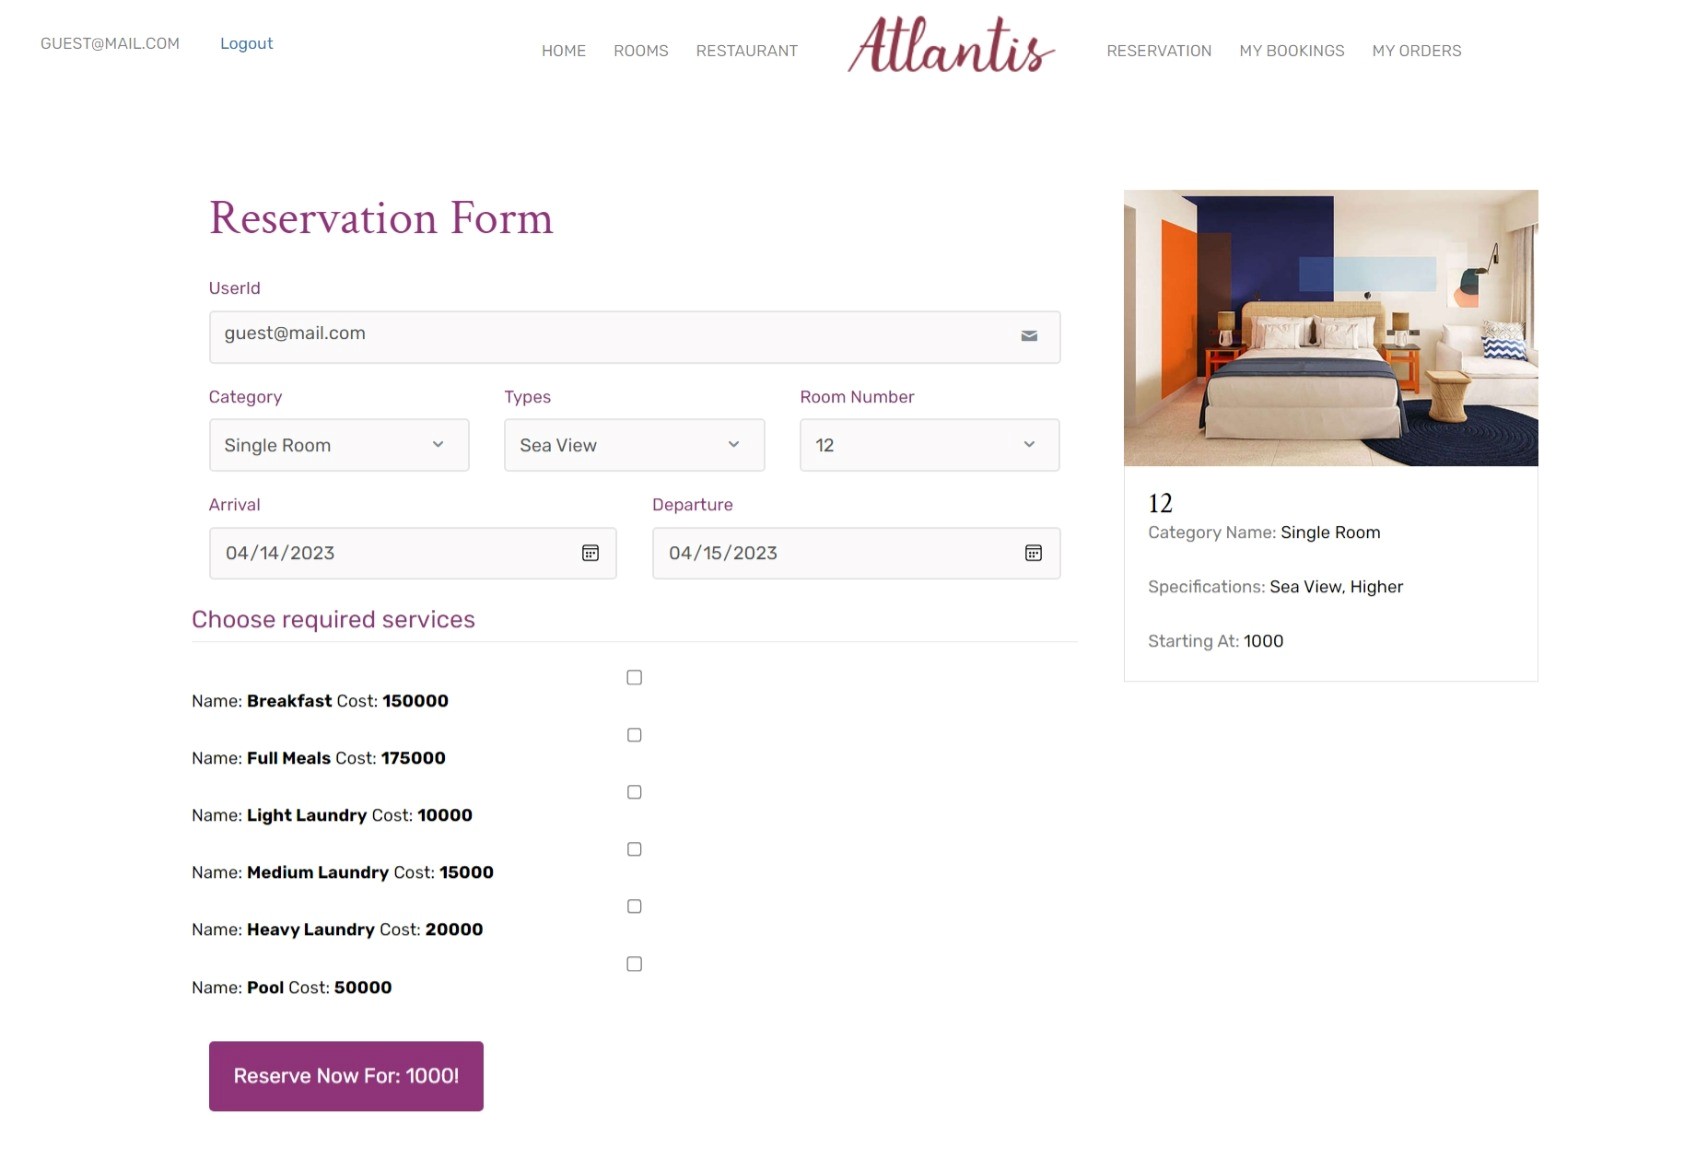 GUEST@MAIL.COM Logout HOME ROOMS RESTAURANT Atlantis RESERVATION MY BOOKINGS MY ORDERS
Reservation Form
UserId
guest@mail.com
Category Types Room Number
Single Room Sea View 12
Arrival Departure
04/14/2023 04/15/2023
Choose required services
Name: Breakfast Cost: 150000
Name: Full Meals Cost: 175000
Name: Light Laundry Cost: 10000
Name: Medium Laundry Cost: 15000
Name: Heavy Laundry Cost: 20000
Name: Pool Cost: 50000
Reserve Now For: 1000!
12
Category Name: Single Room
Specifications: Sea View, Higher
Starting At: 1000